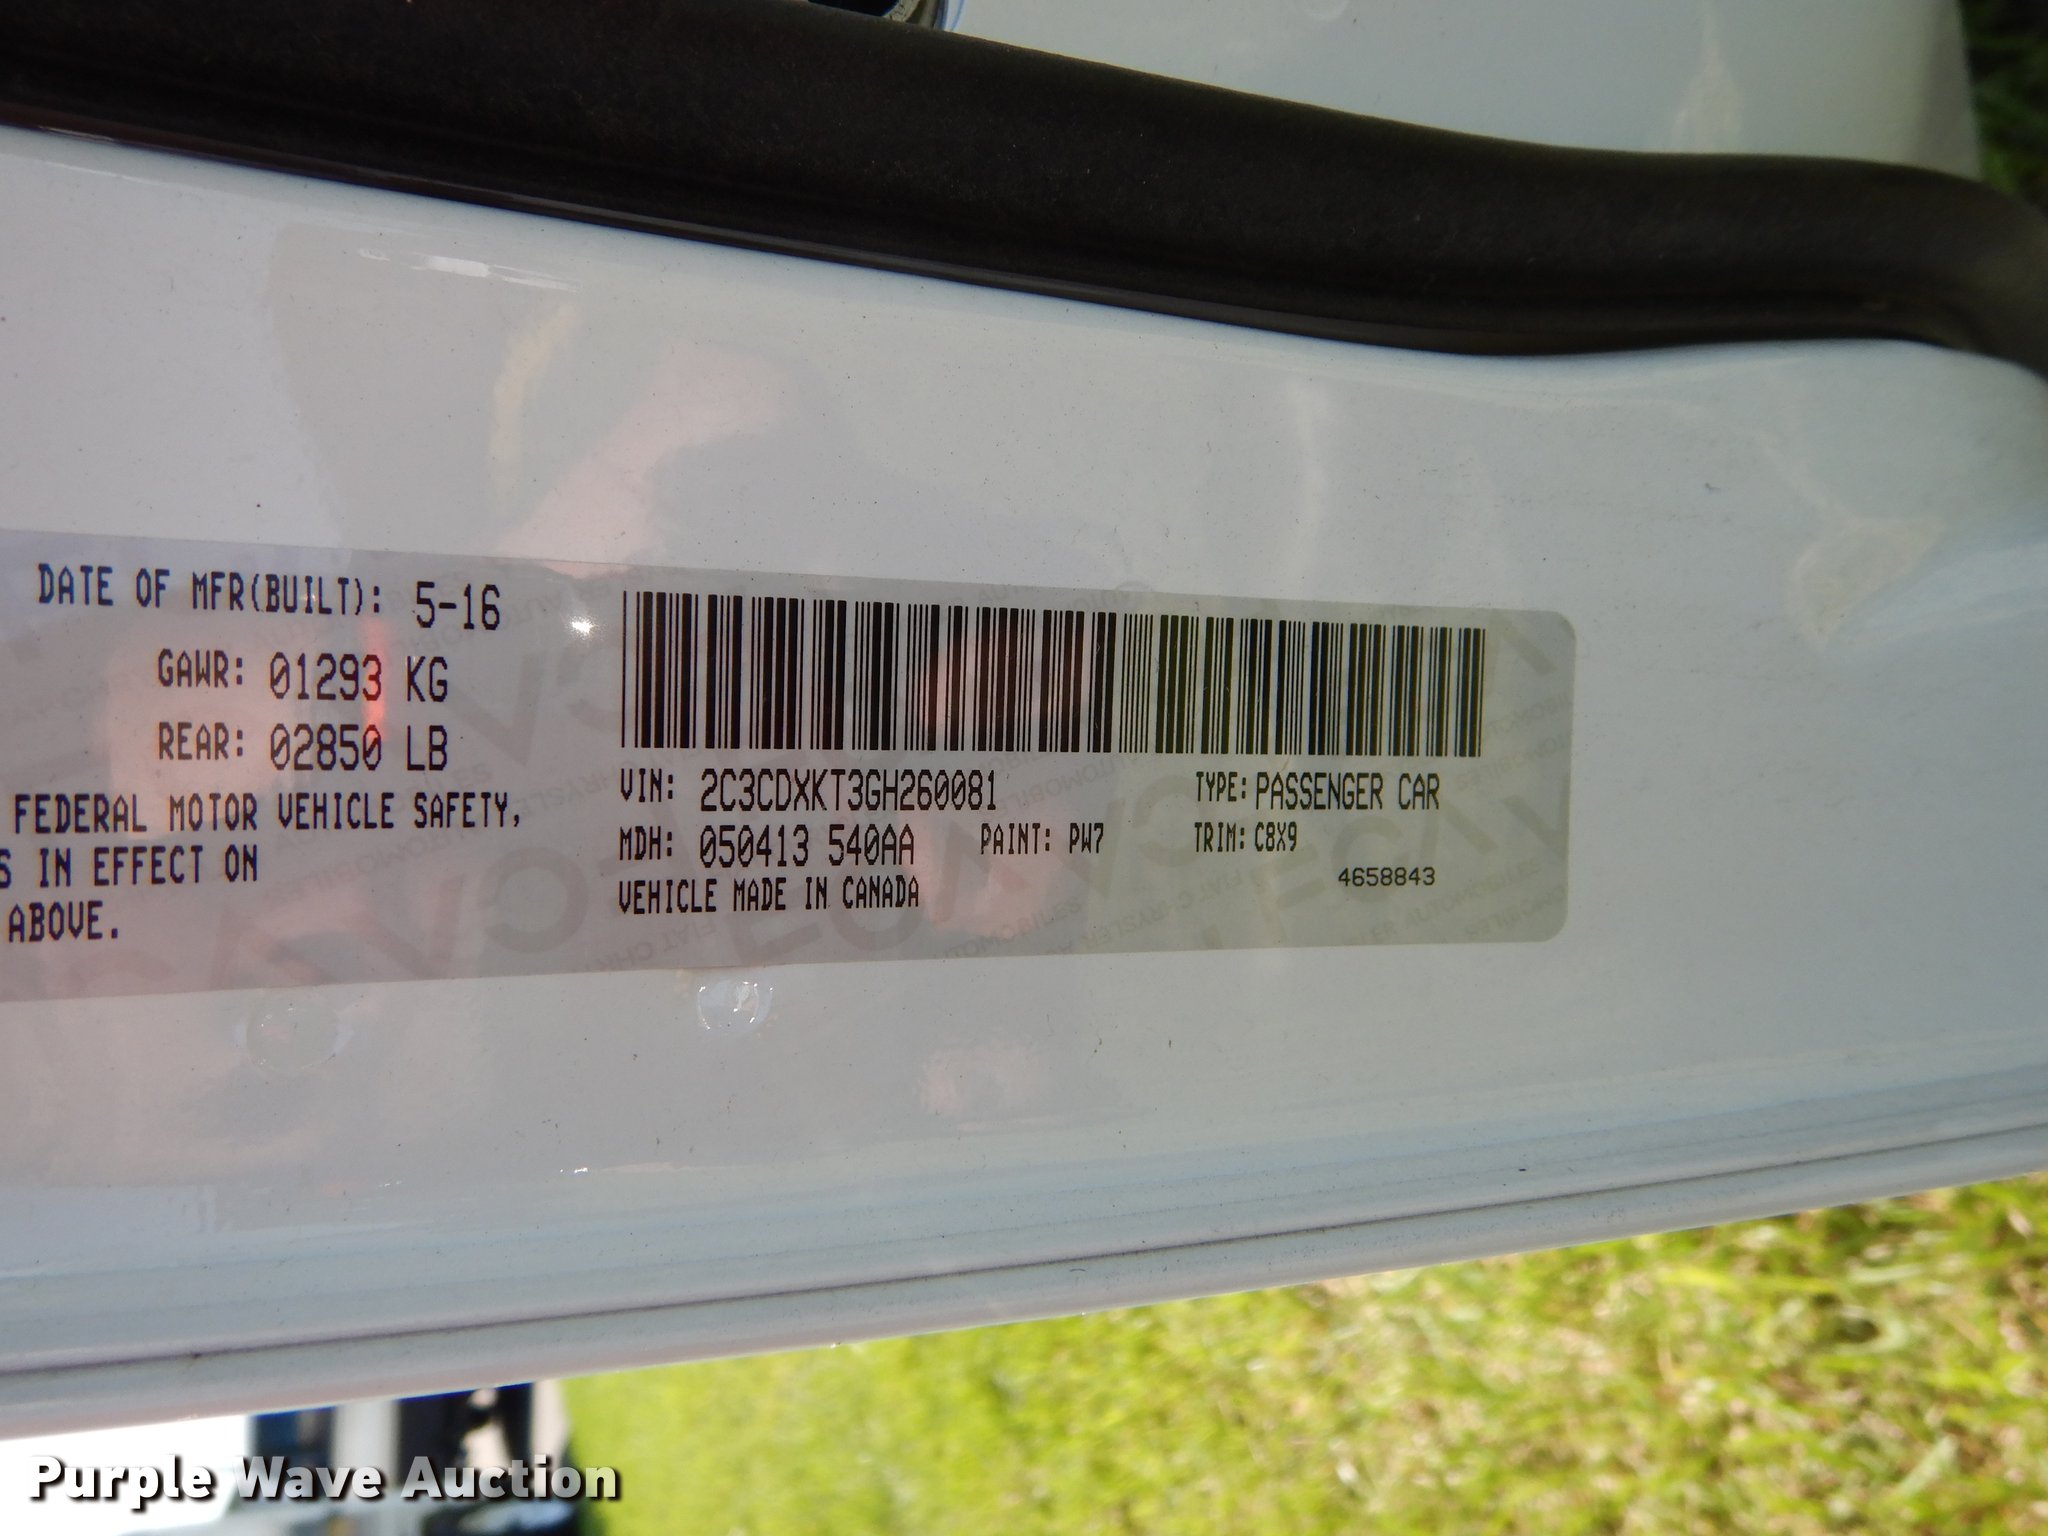 DATE OF MFR(BUILT): 5-16
GAWR: 01293 KG
REAR: 02850 LB
FEDERAL MOTOR VEHICLE SAFETY,
S IN EFFECT ON
ABOVE.
VIN: 2C3CDXKT3GH260081
TYPE: PASSENGER CAR
MDH: 050413 540AA
PAINT: PW7
TRIM: C8X9
VEHICLE MADE IN CANADA
4658843
Purple Wave Auction